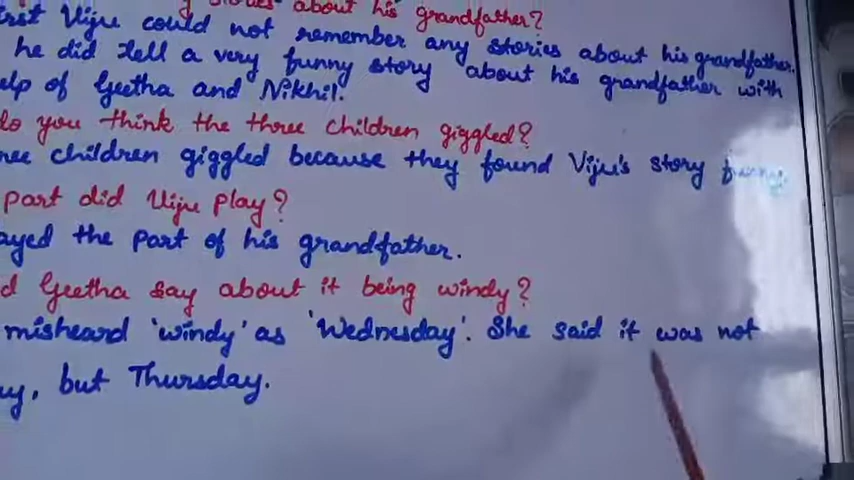 about his grandfather?
Viju could not remember any stories about his grandfather.
he did tell a very funny story about his grandfather with
of Geetha and Nikhil.
do you think the three children giggled?
children giggled because they found Viju's story funny
part did Viju play?
the part of his grandfather.
Geetha say about it being windy?
misheard 'windy' as 'Wednesday'. She said it was not
but Thursday.